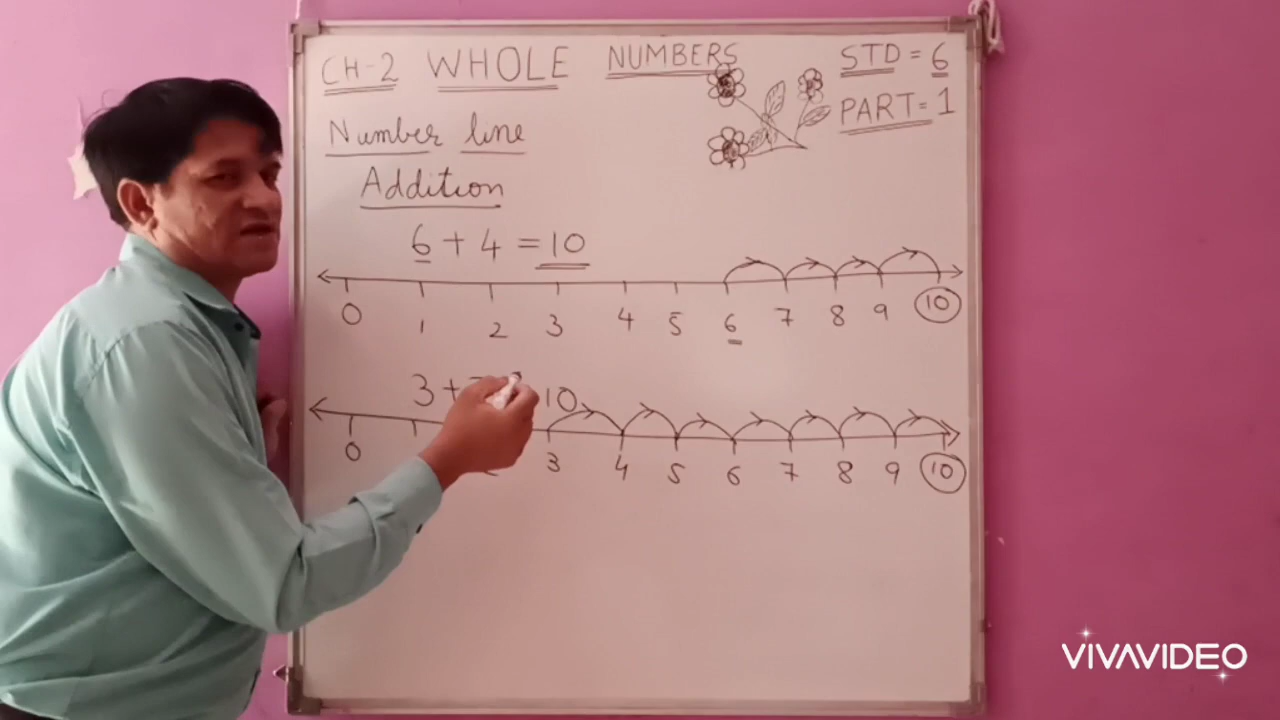 CH-2 WHOLE NUMBERS STD = 6
PART = 1
Number line
Addition
6 + 4 = 10
0 1 2 3 4 5 6 7 8 9 10
3 + 10
0 3 4 5 6 7 8 9 10
VIVAVIDEO